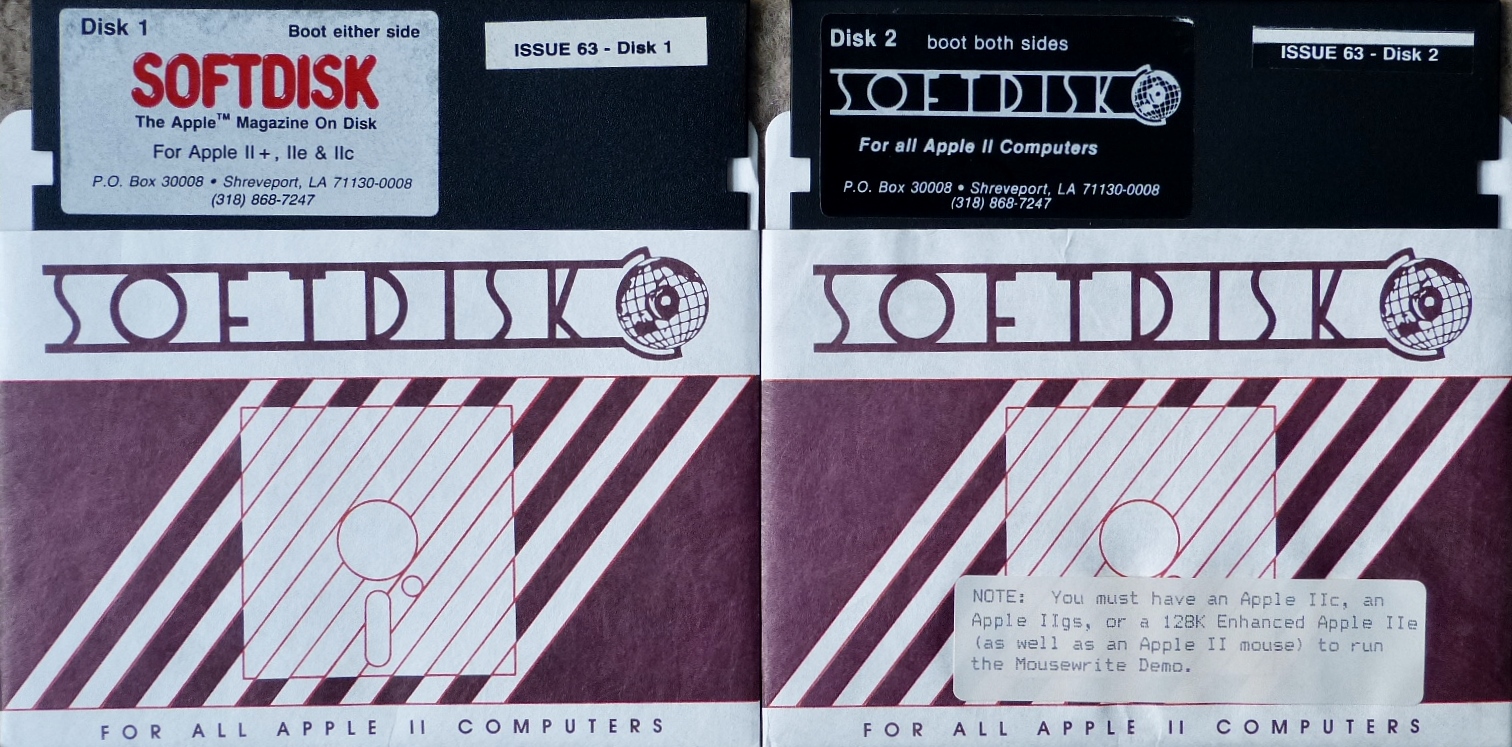 Disk 1 Boot either side
SOFTDISK
The Apple™ Magazine On Disk
For Apple II+, IIe & IIc
P.O. Box 30008 • Shreveport, LA 71130-0008
(318) 868-7247
ISSUE 63 - Disk 1
SOFTDISK
FOR ALL APPLE II COMPUTERS
Disk 2 boot both sides
SOFTDISK
For all Apple II Computers
P.O. Box 30008 • Shreveport, LA 71130-0008
(318) 868-7247
ISSUE 63 - Disk 2
SOFTDISK
NOTE: You must have an Apple IIc, an
Apple IIgs, or a 128K Enhanced Apple IIe
(as well as an Apple II mouse) to run
the Mousewrite Demo.
FOR ALL APPLE II COMPUTERS